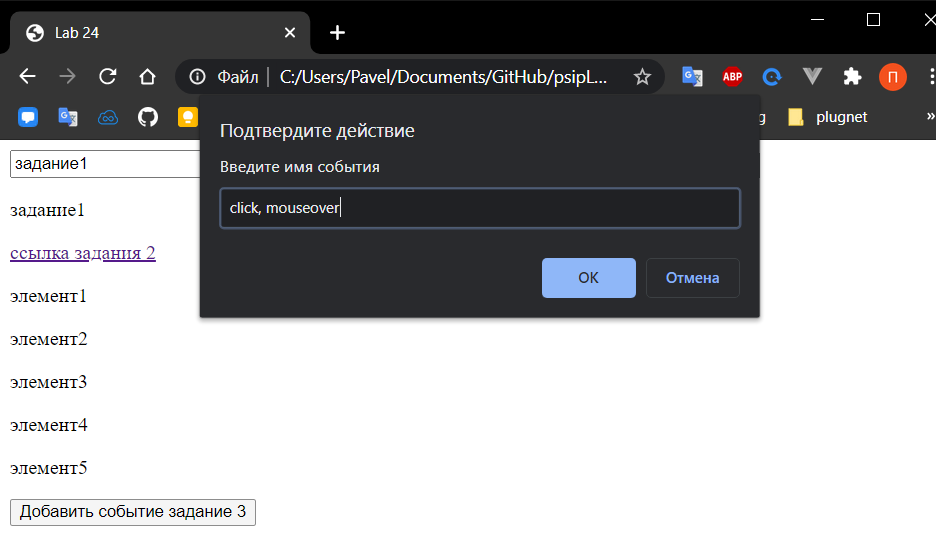 Lab 24
Файл C:/Users/Pavel/Documents/GitHub/psipL... ABP П
g plugnet »
Подтвердите действие
Введите имя события
click, mouseover
OK Отмена
задание1
задание1
ссылка задания 2
элемент1
элемент2
элемент3
элемент4
элемент5
Добавить событие задание 3